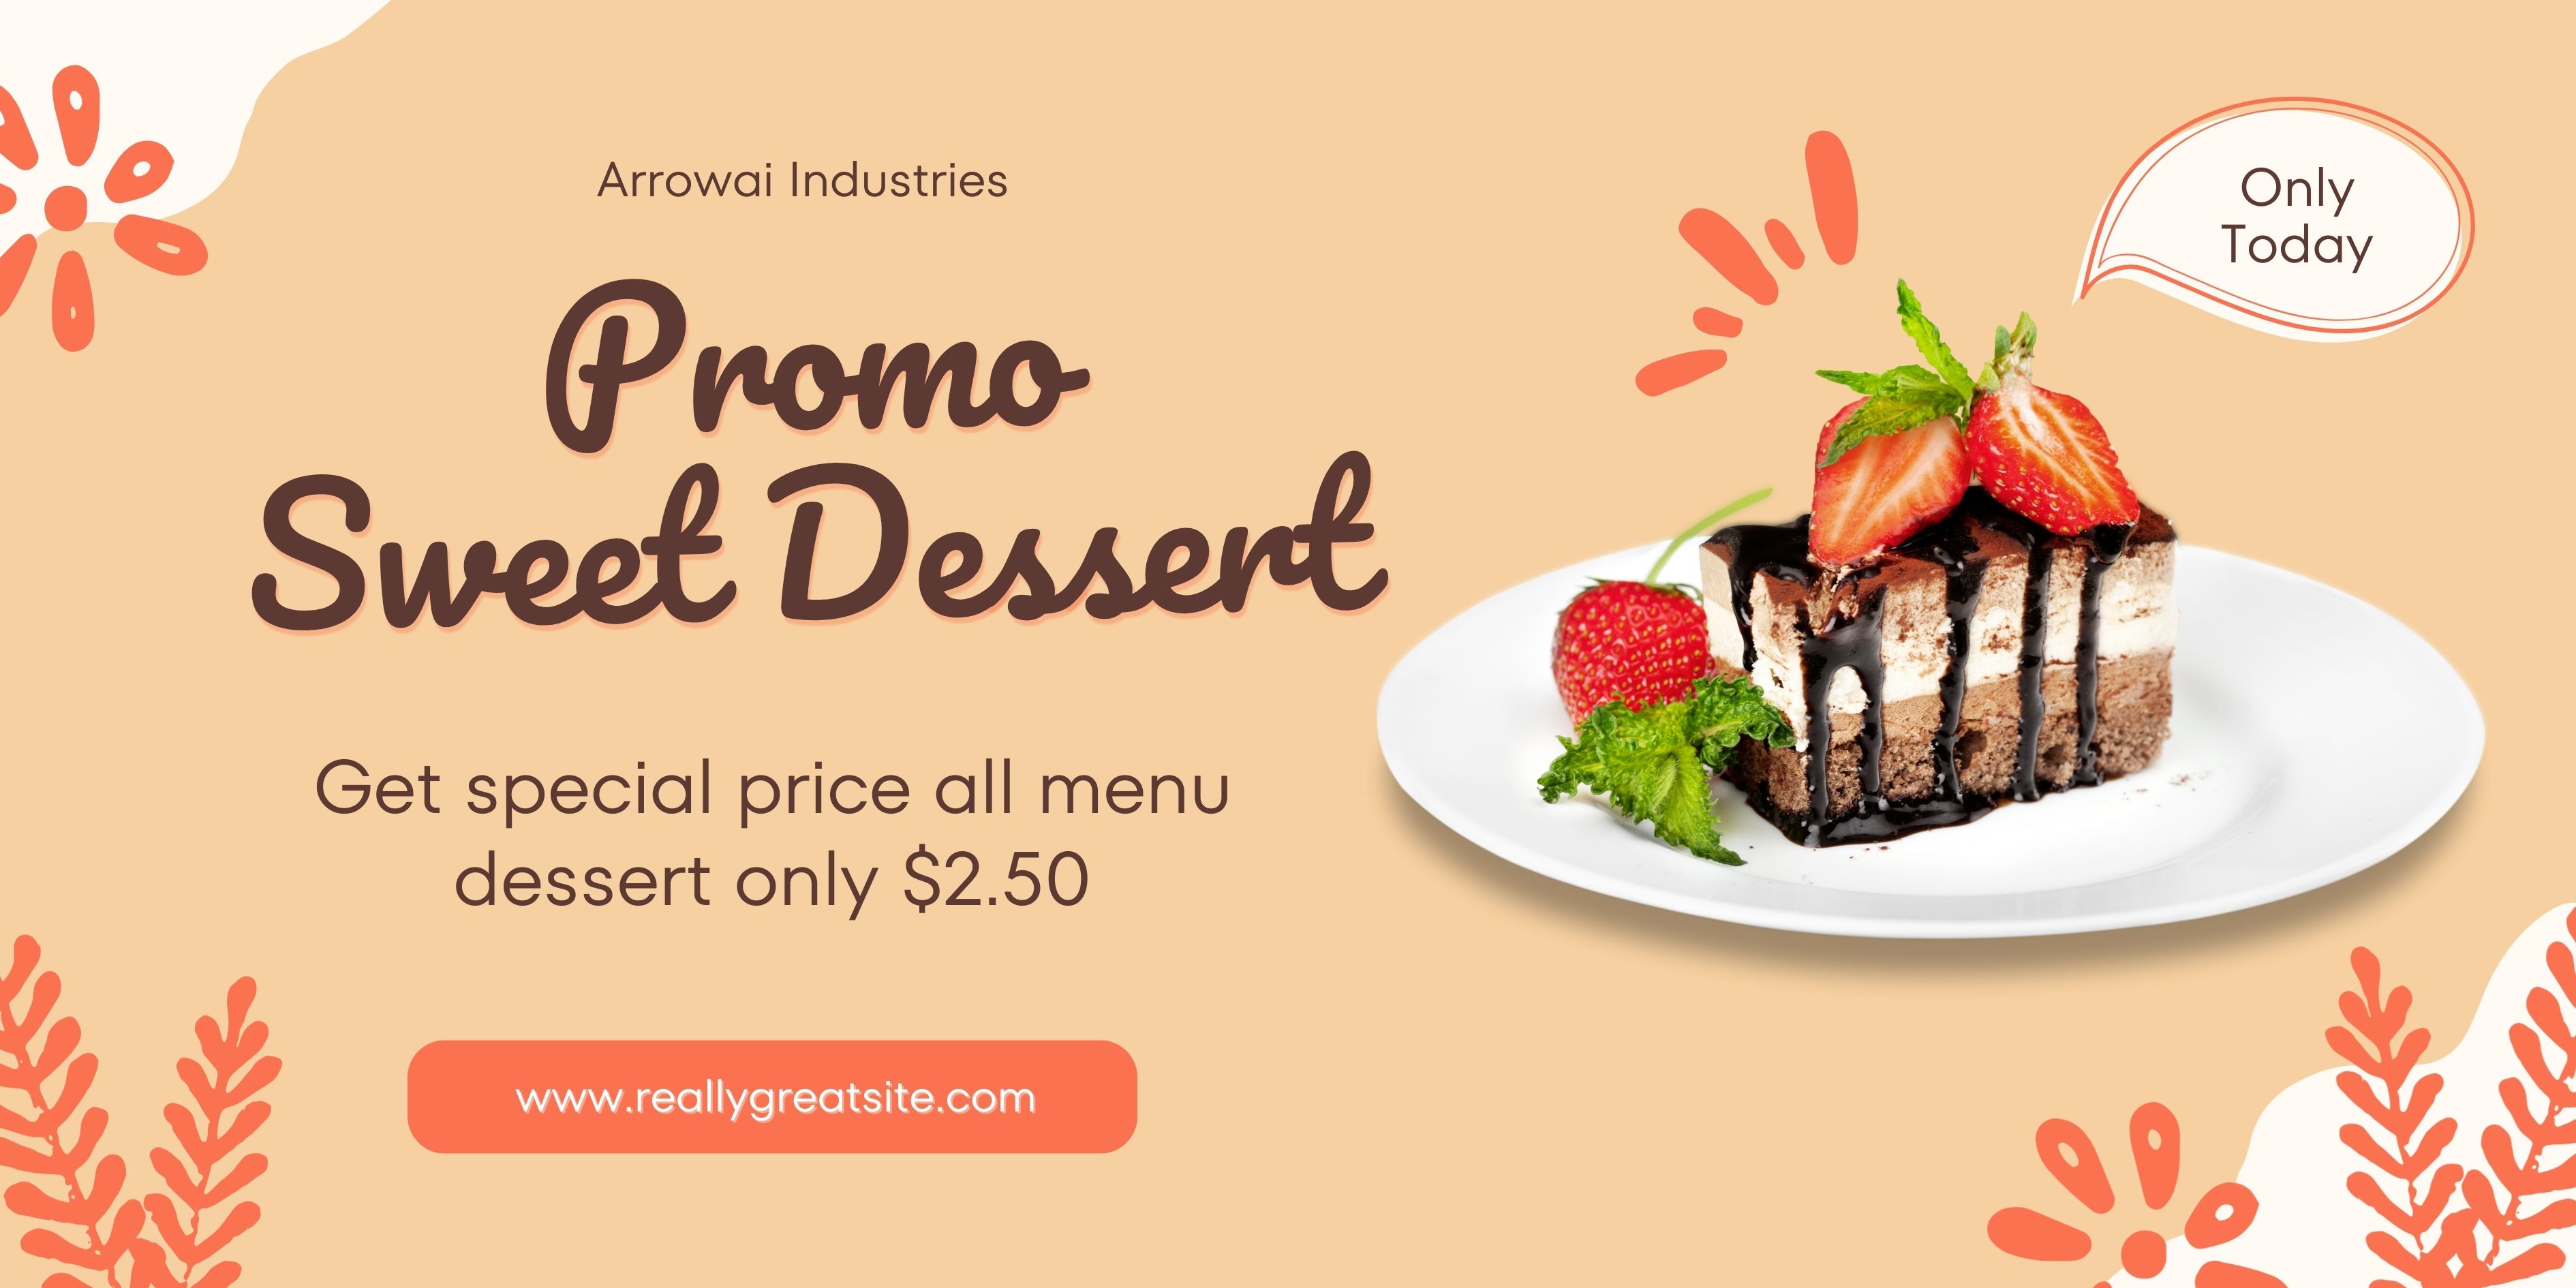 Arrowai Industries
Promo
Sweet Dessert
Get special price all menu
dessert only $2.50
www.reallygreatsite.com
Only
Today